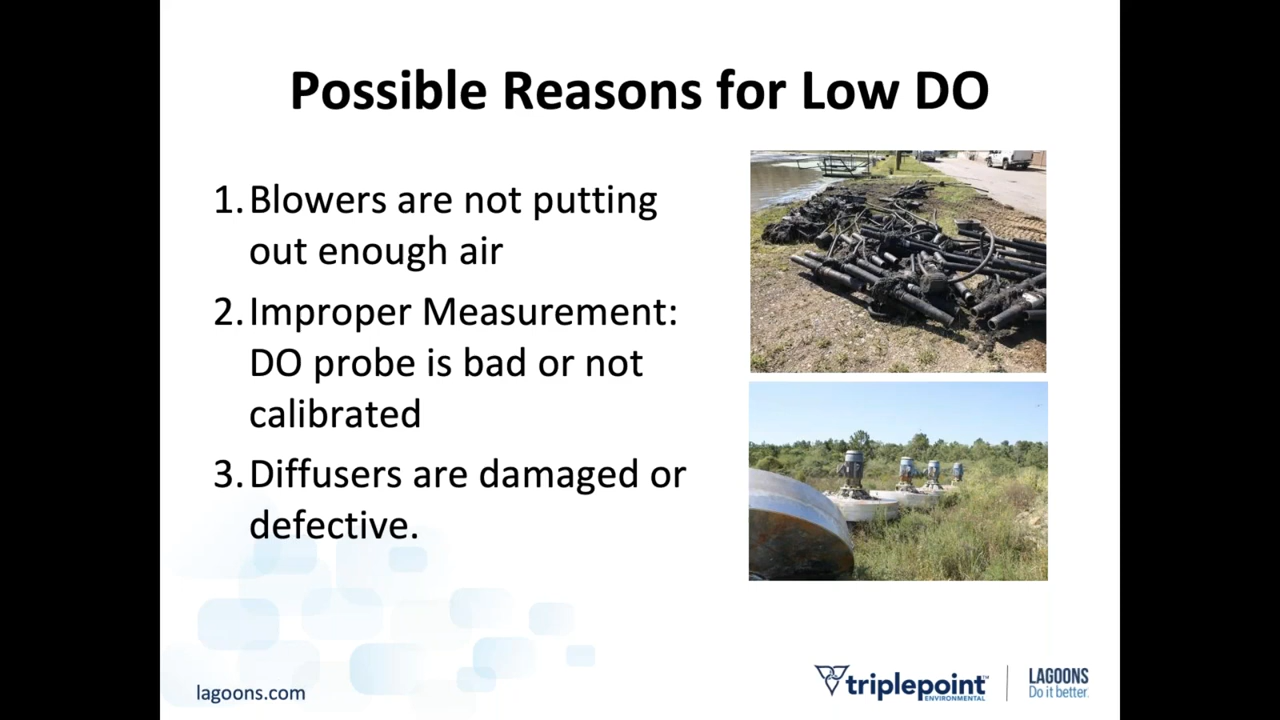 Possible Reasons for Low DO
1. Blowers are not putting
out enough air
2. Improper Measurement:
DO probe is bad or not
calibrated
3. Diffusers are damaged or
defective.
lagoons.com
triplepoint™
ENVIRONMENTAL
LAGOONS
Do it better.